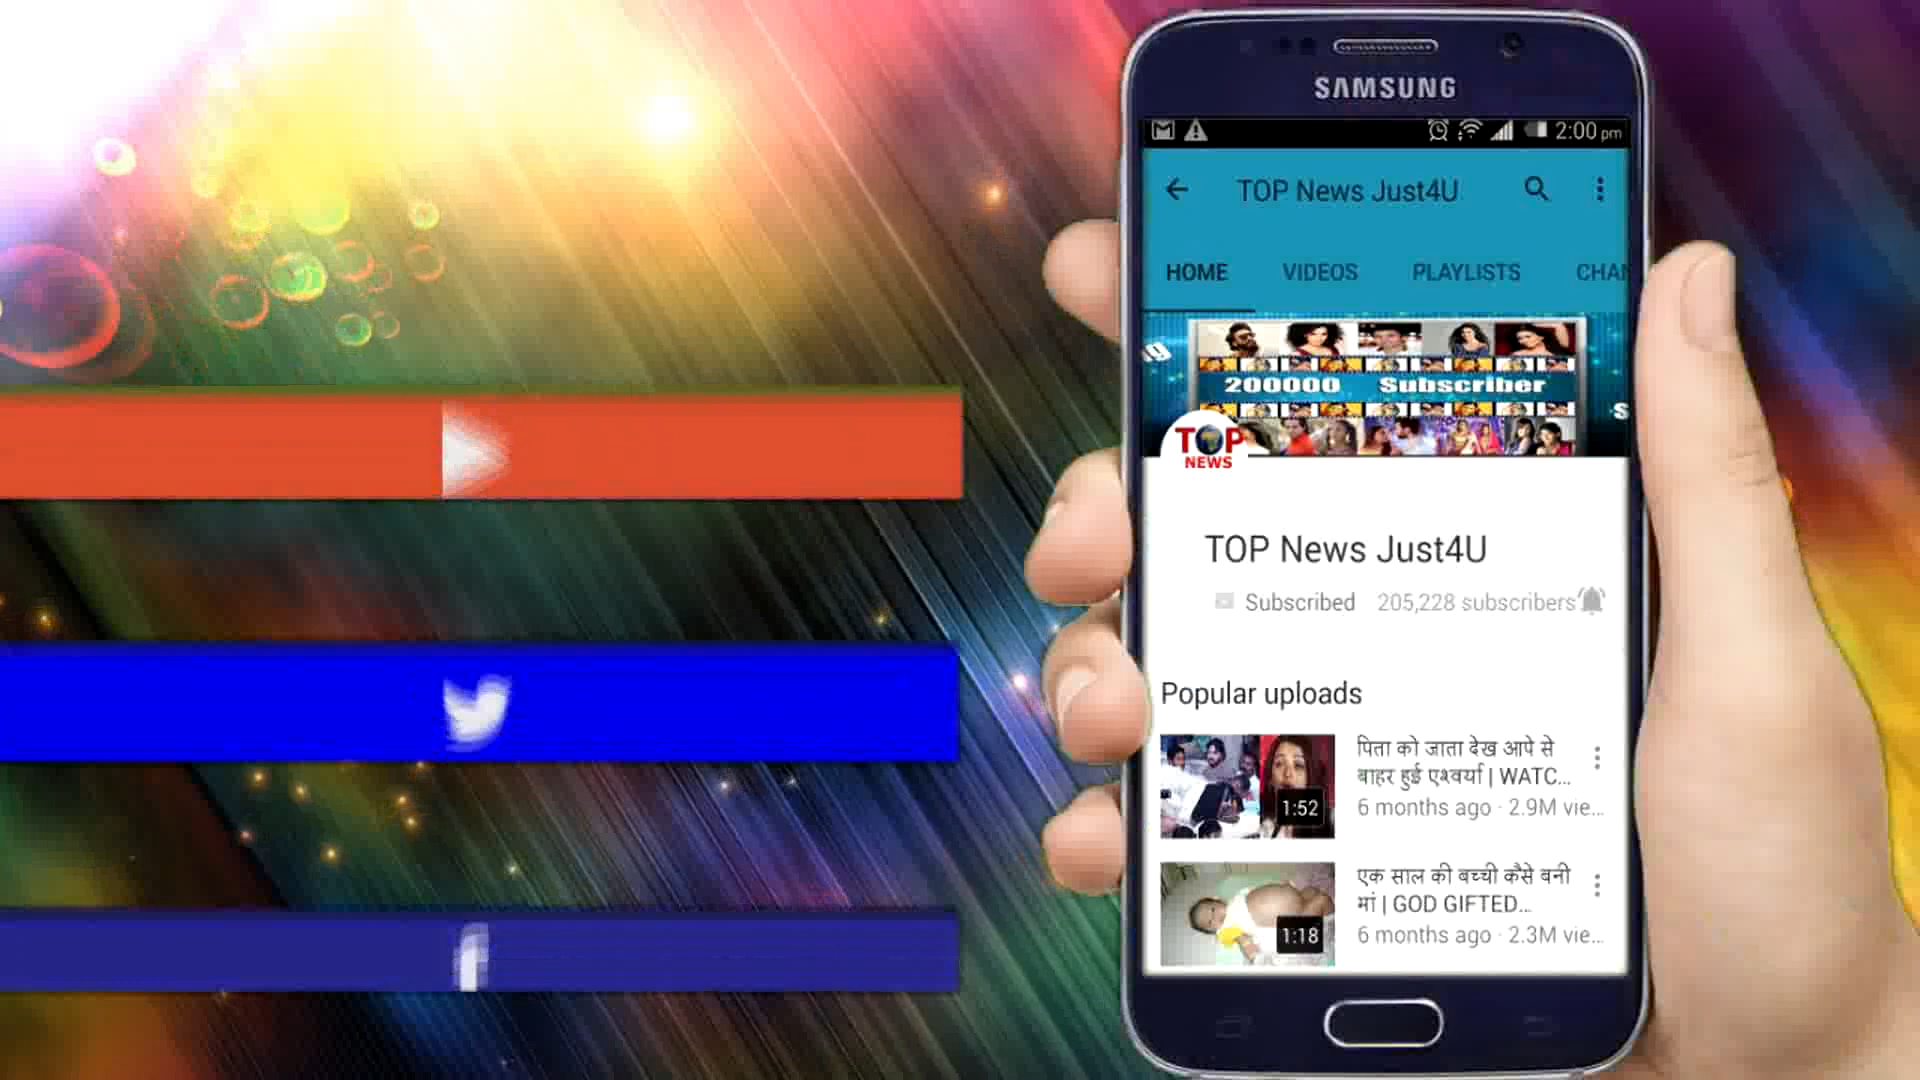 SAMSUNG
2:00 pm
TOP News Just4U
HOME VIDEOS PLAYLISTS CHAN
200000 Subscriber
TOP
NEWS
TOP News Just4U
Subscribed 205,228 subscribers
Popular uploads
पिता को जाता देख आपे से
बाहर हुई एश्वर्या | WATC...
6 months ago · 2.9M vie...
1:52
एक साल की बच्ची कैसे बनी
मां | GOD GIFTED...
6 months ago · 2.3M vie...
1:18